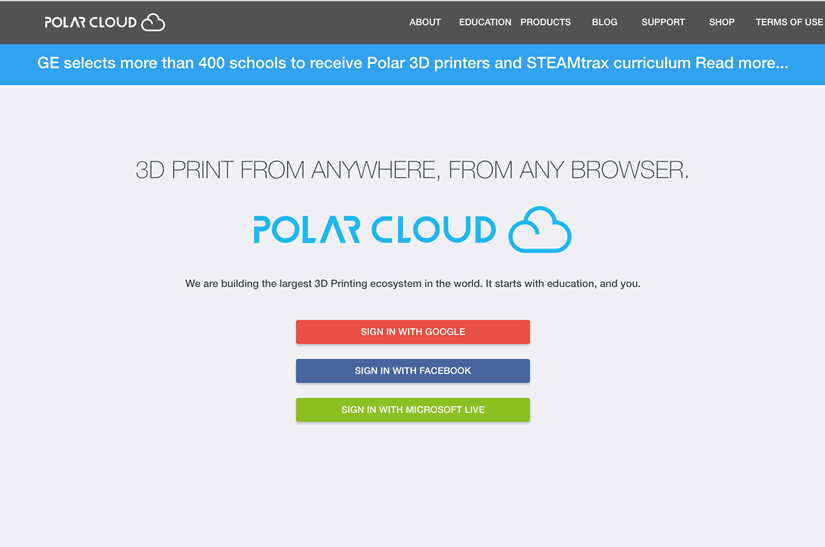 POLAR CLOUD
ABOUT EDUCATION PRODUCTS BLOG SUPPORT SHOP TERMS OF USE
GE selects more than 400 schools to receive Polar 3D printers and STEAMtrax curriculum Read more...
3D PRINT FROM ANYWHERE, FROM ANY BROWSER.
POLAR CLOUD
We are building the largest 3D Printing ecosystem in the world. It starts with education, and you.
SIGN IN WITH GOOGLE
SIGN IN WITH FACEBOOK
SIGN IN WITH MICROSOFT LIVE